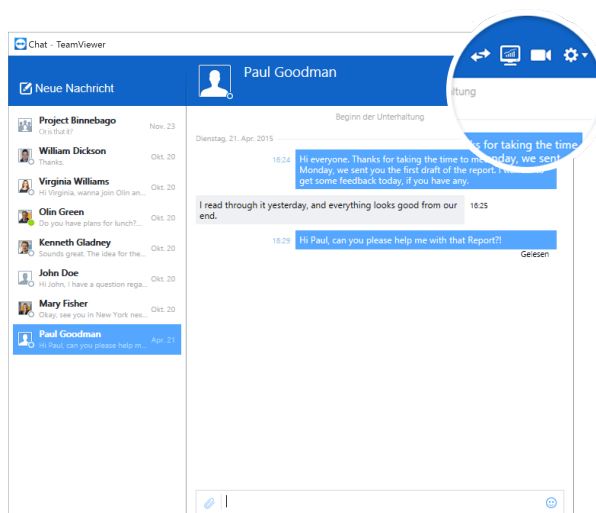 Chat - TeamViewer
Neue Nachricht
Paul Goodman
Project Binnebago
Or is that it?
Nov. 23
William Dickson
Thanks.
Okt. 20
Virginia Williams
Hi Virginia, wanna join Olin an...
Okt. 20
Olin Green
Do you have plans for lunch?...
Okt. 20
Kenneth Gladney
Sounds great. The idea for the...
Okt. 20
John Doe
Hi John, I have a question rega...
Okt. 20
Mary Fisher
Okay, see you in New York nex...
Okt. 20
Paul Goodman
Hi Paul, can you please help m...
Apr. 21
Beginn der Unterhaltung
Dienstag, 21. Apr. 2015
16:24
Hi everyone. Thanks for taking the time to me
Monday, we sent you the first draft of the report. I
get some feedback today, if you have any.
I read through it yesterday, and everything looks good from our
end.
16:25
16:29
Hi Paul, can you please help me with that Report?!
Gelesen
ltung
ks for taking the time
nday, we sent